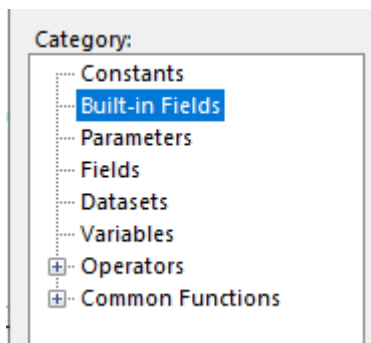 Category:
Constants
Built-in Fields
Parameters
Fields
Datasets
Variables
Operators
Common Functions